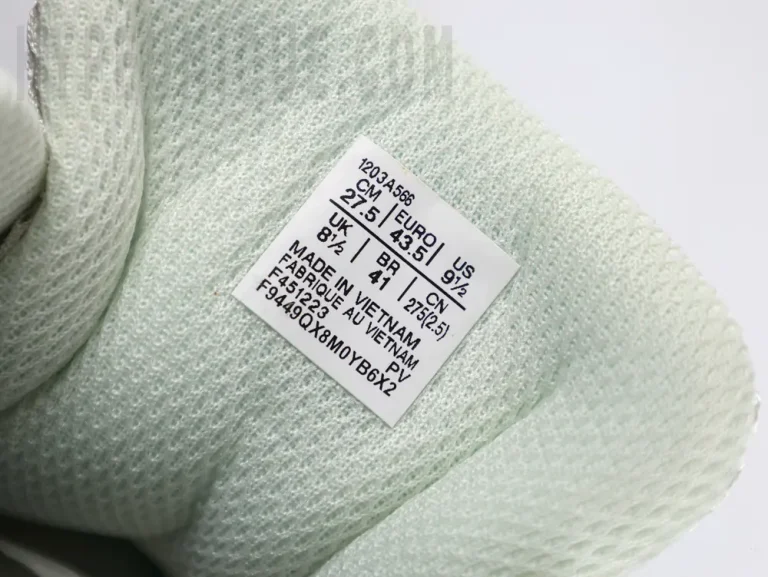 1203A566
CM | EURO | US
27.5 | 43.5 | 9½
UK | BR | CN
8½ | 41 | 275(2.5)
MADE IN VIETNAM
FABRIQUE AU VIETNAM
F451223 PV
F9449QX8M0YB6X2